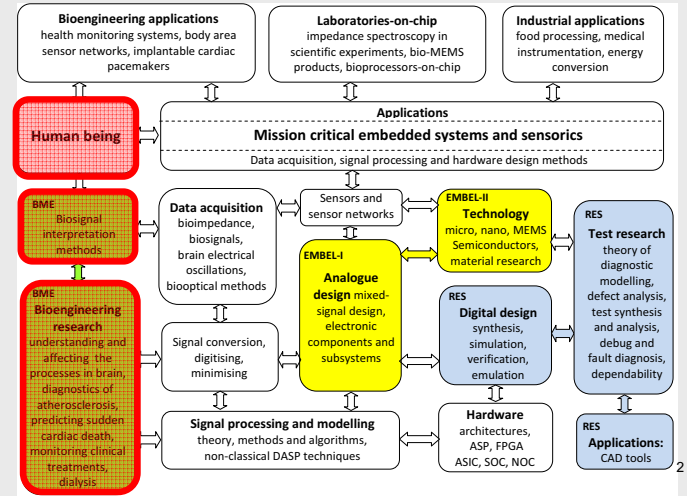 Bioengineering applications
health monitoring systems, body area
sensor networks, implantable cardiac
pacemakers
Laboratories-on-chip
impedance spectroscopy in
scientific experiments, bio-MEMS
products, bioprocessors-on-chip
Industrial applications
food processing, medical
instrumentation, energy
conversion
Human being
Applications
Mission critical embedded systems and sensorics
Data acquisition, signal processing and hardware design methods
BME
Biosignal
interpretation
methods
Data acquisition
bioimpedance,
biosignals,
brain electrical
oscillations,
biooptical methods
Sensors and
sensor networks
EMBEL-II
Technology
micro, nano, MEMS
Semiconductors,
material research
RES
Test research
theory of
diagnostic
modelling,
defect analysis,
test synthesis
and analysis,
debug and
fault diagnosis,
dependability
EMBEL-I
Analogue
design mixed-
signal design,
electronic
components and
subsystems
BME
Bioengineering
research
understanding and
affecting the
processes in brain,
diagnostics of
atherosclerosis,
predicting sudden
cardiac death,
monitoring clinical
treatments,
dialysis
Signal conversion,
digitising,
minimising
RES
Digital design
synthesis,
simulation,
verification,
emulation
Signal processing and modelling
theory, methods and algorithms,
non-classical DASP techniques
Hardware
architectures,
ASP, FPGA
ASIC, SOC, NOC
RES
Applications:
CAD tools
2